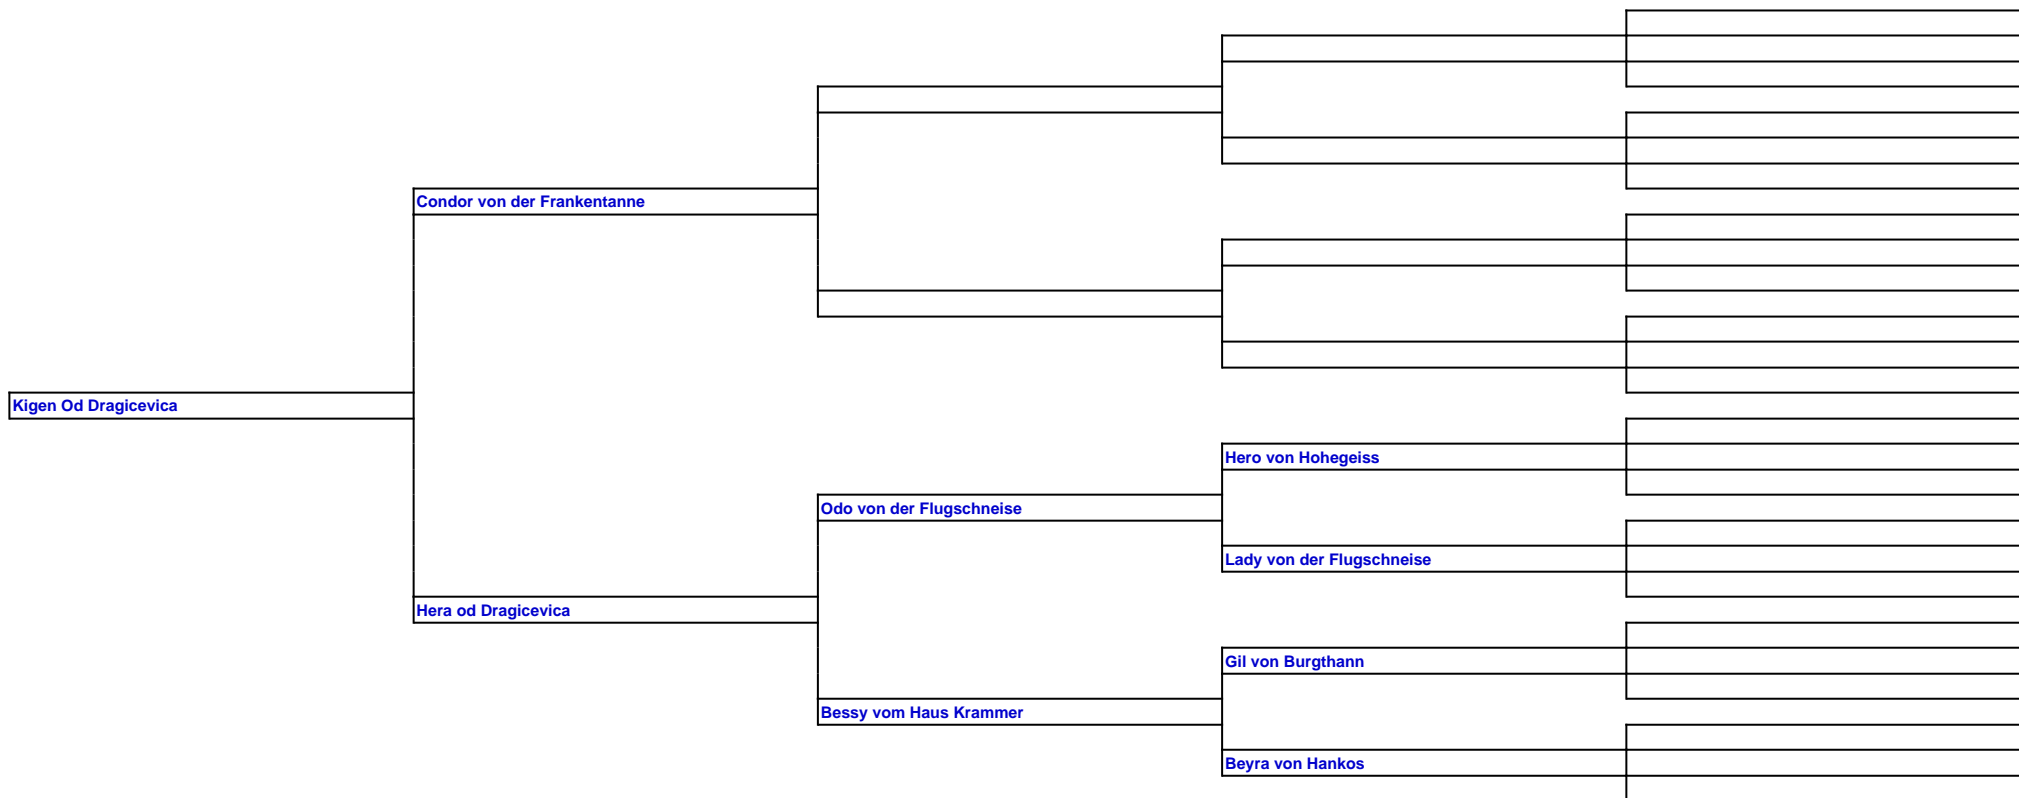 Condor von der Frankentanne
Kigen Od Dragicevica
Hero von Hohegeiss
Odo von der Flugschneise
Lady von der Flugschneise
Hera od Dragicevica
Gil von Burgthann
Bessy vom Haus Krammer
Beyra von Hankos